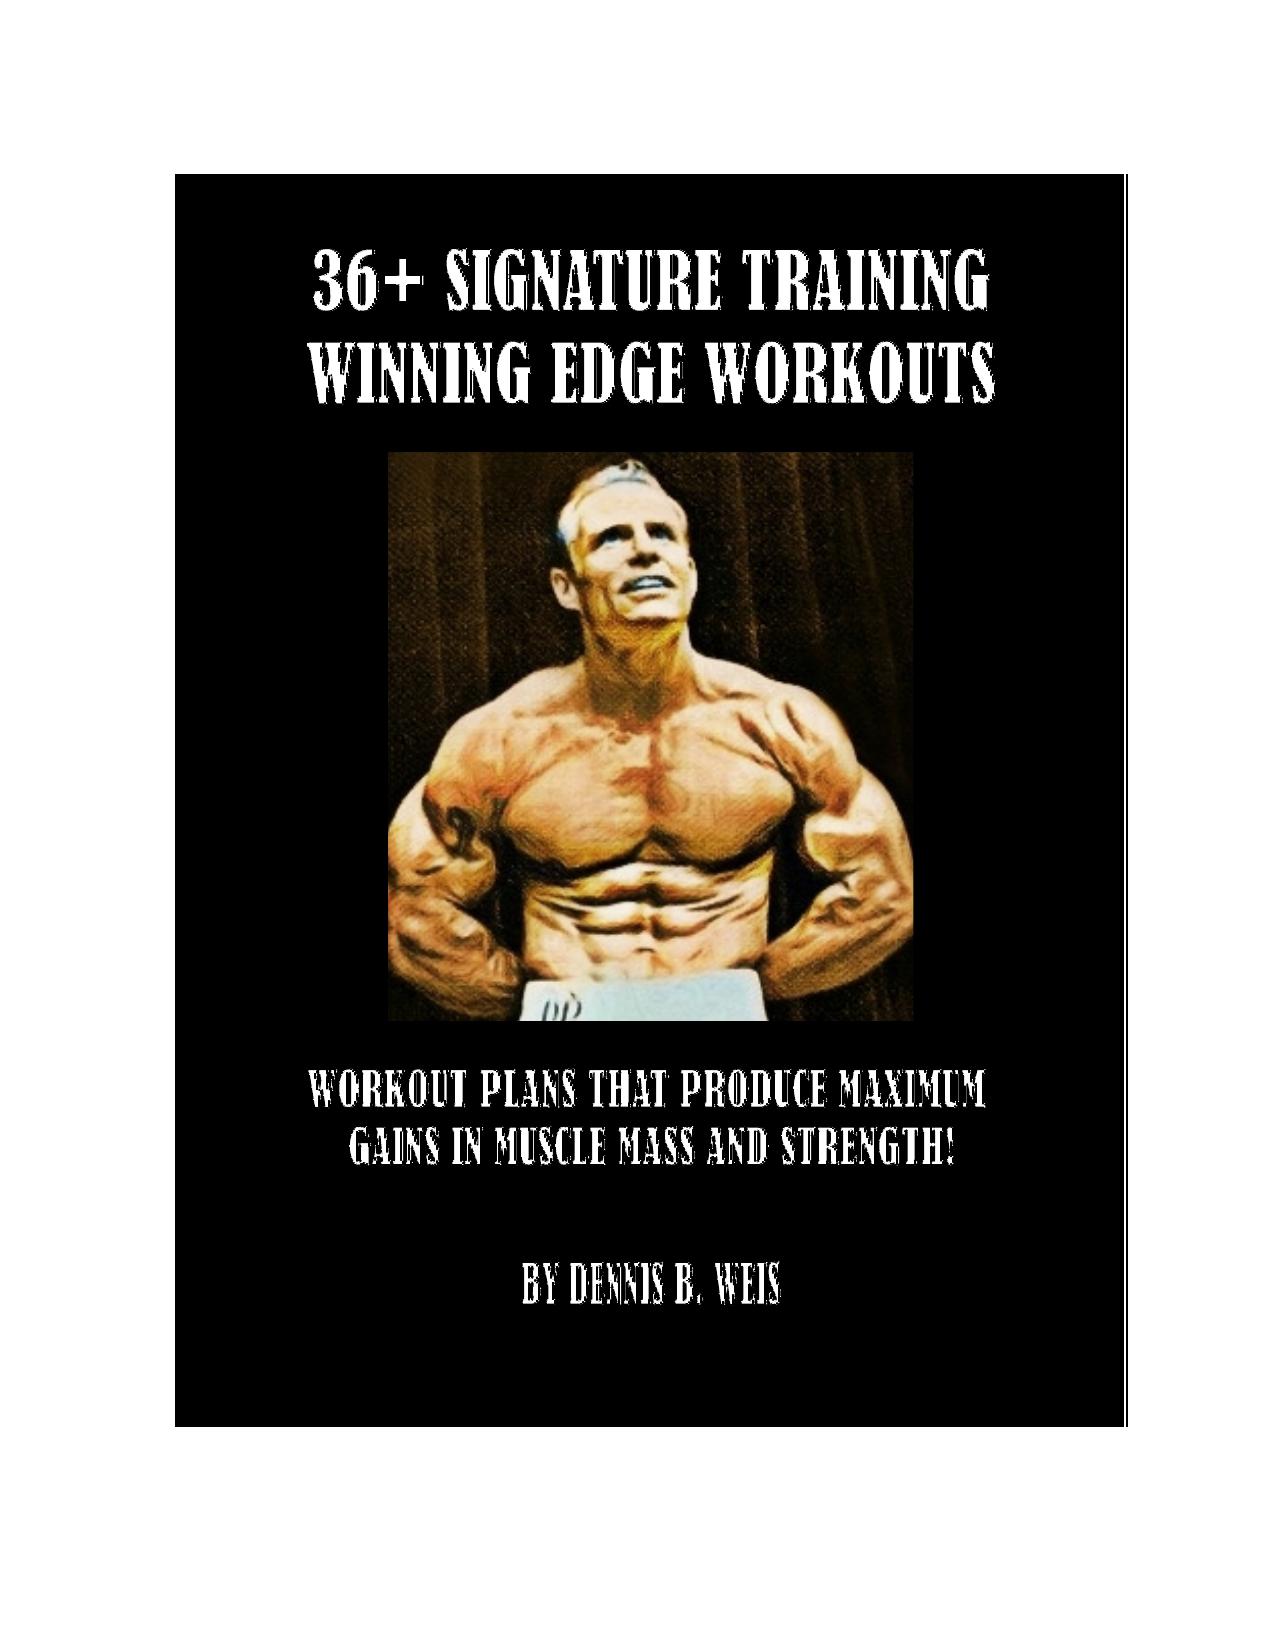 36+ SIGNATURE TRAINING
WINNING EDGE WORKOUTS
WORKOUT PLANS THAT PRODUCE MAXIMUM
GAINS IN MUSCLE MASS AND STRENGTH!
BY DENNIS B. WEIS